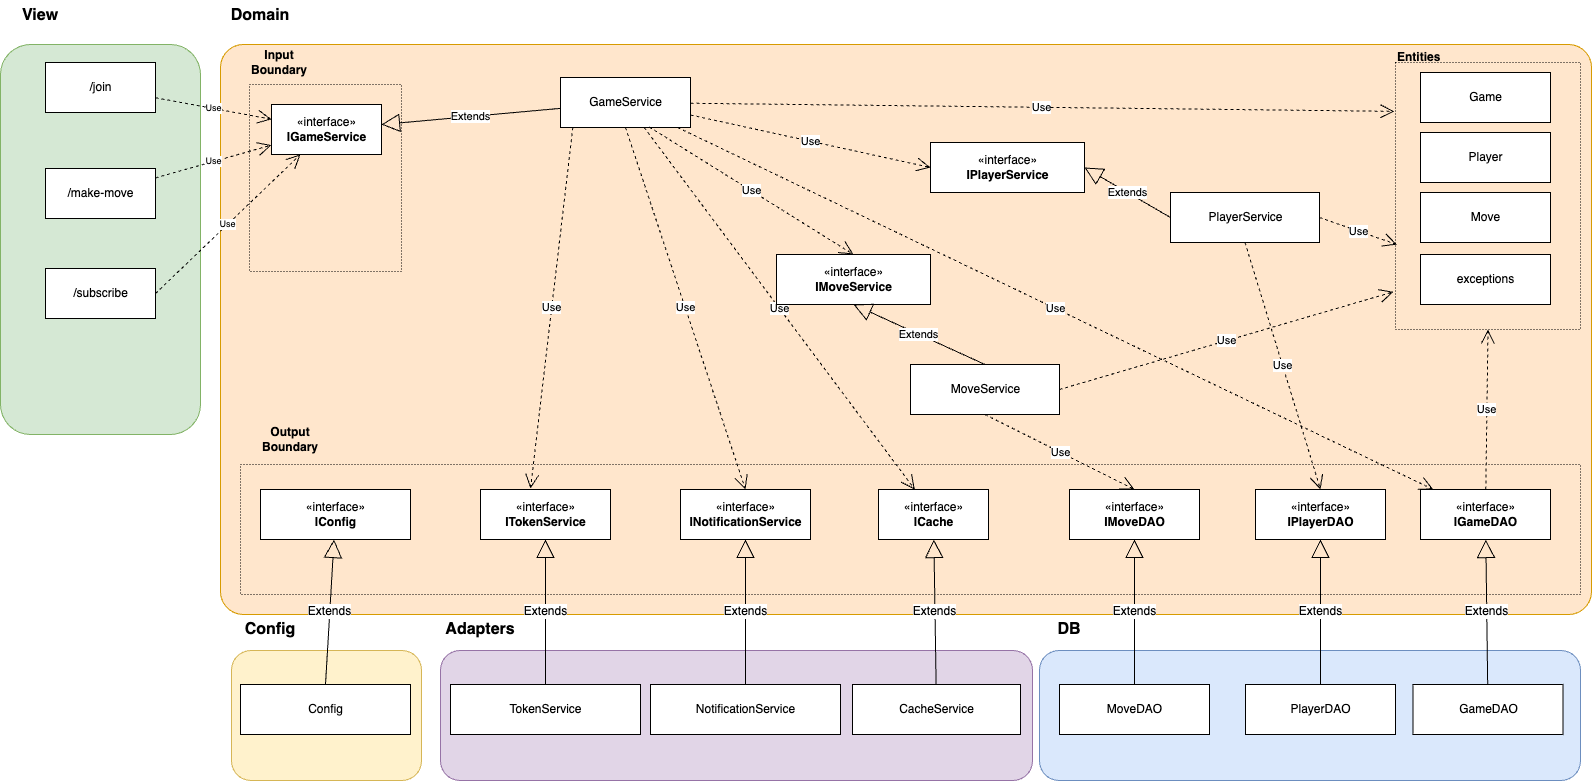 View
Domain
/join
/make-move
/subscribe
Use
Use
Use
Input
Boundary
«interface»
IGameService
Extends
GameService
Use
Use
Use
Use
Use
Use
Use
«interface»
IPlayerService
Extends
PlayerService
Use
Use
«interface»
IMoveService
Extends
MoveService
Use
Use
Entities
Game
Player
Move
exceptions
Use
Output
Boundary
«interface»
IConfig
«interface»
ITokenService
«interface»
INotificationService
«interface»
ICache
«interface»
IMoveDAO
«interface»
IPlayerDAO
«interface»
IGameDAO
Extends
Extends
Extends
Extends
Extends
Extends
Extends
Config
Adapters
DB
Config
TokenService
NotificationService
CacheService
MoveDAO
PlayerDAO
GameDAO